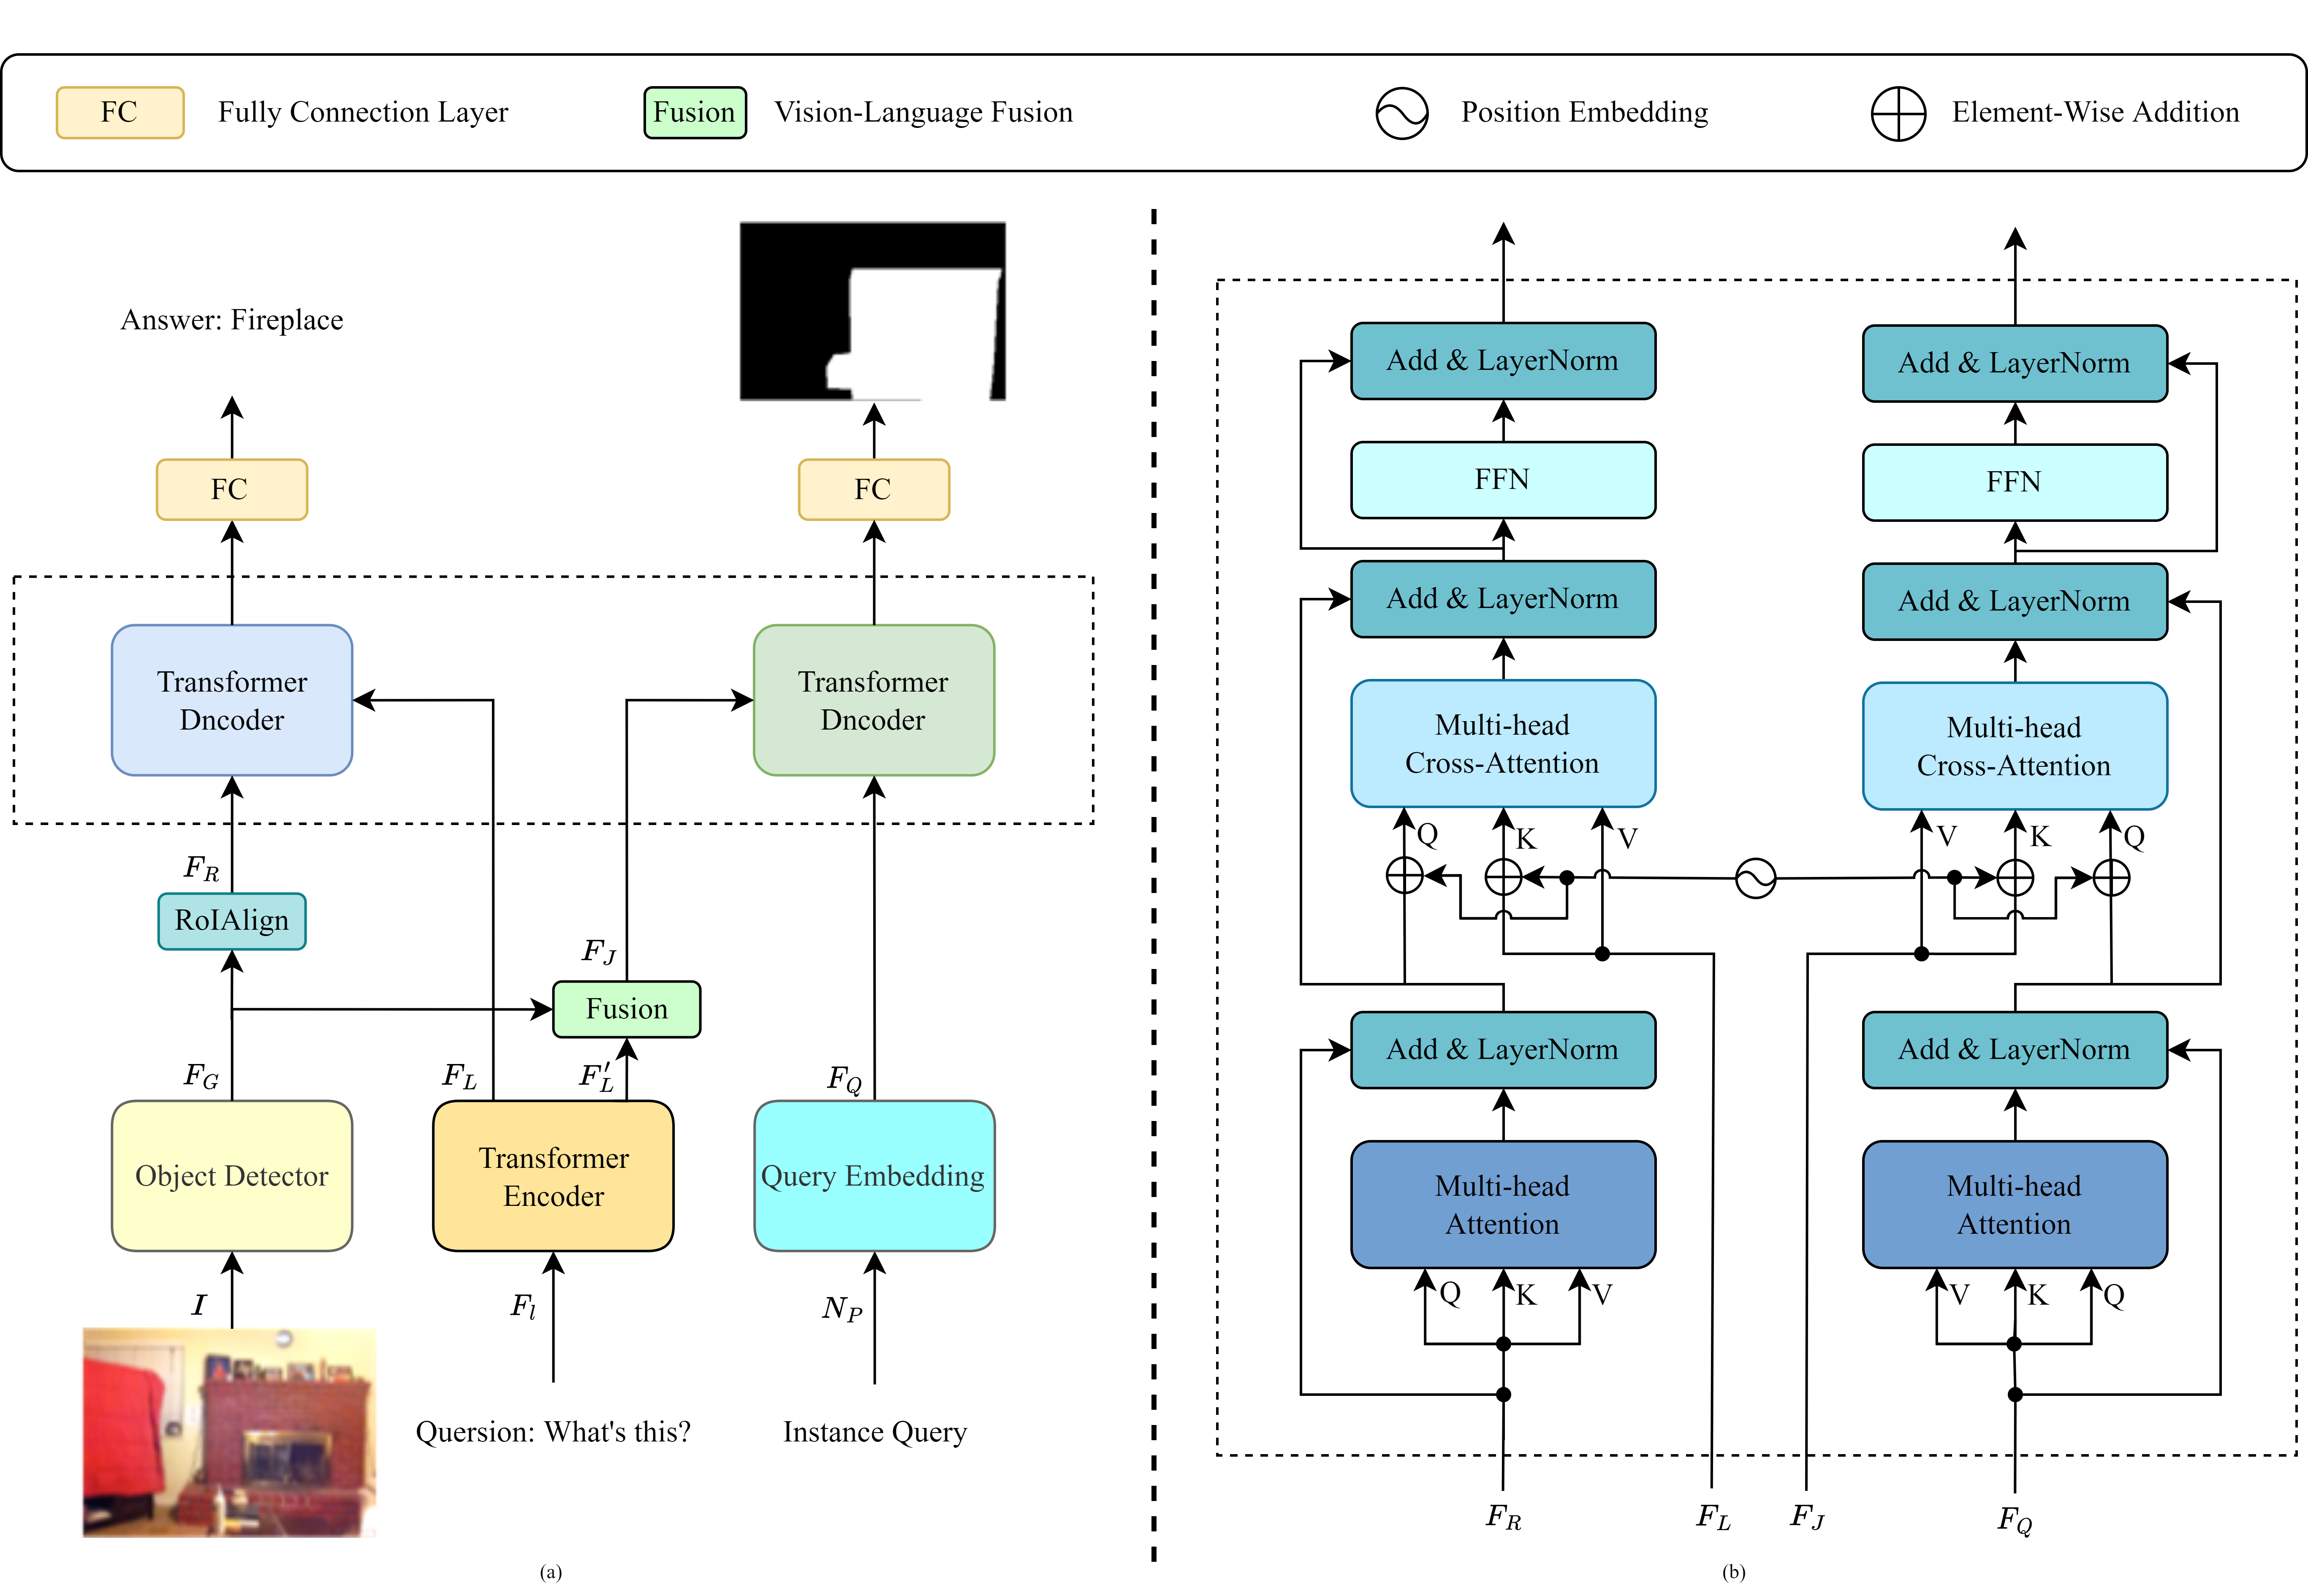 FC Fully Connection Layer Fusion Vision-Language Fusion Position Embedding Element-Wise Addition
Answer: Fireplace
FC
FC
Transformer
Dncoder
Transformer
Dncoder
F_R
RoIAlign
F_J
Fusion
F_G
F_L
F'_L
F_Q
Object Detector
Transformer
Encoder
Query Embedding
I
F_l
N_P
Quersion: What's this?
Instance Query
(a)
Add & LayerNorm
Add & LayerNorm
FFN
FFN
Add & LayerNorm
Add & LayerNorm
Multi-head
Cross-Attention
Multi-head
Cross-Attention
Q K V
V K Q
Add & LayerNorm
Add & LayerNorm
Multi-head
Attention
Multi-head
Attention
Q K V
V K Q
F_R
F_L
F_J
F_Q
(b)